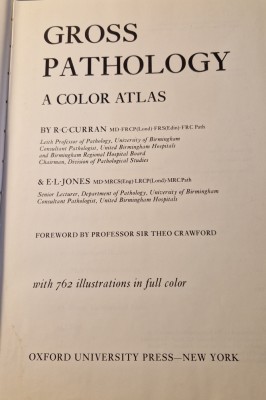 GROSS
PATHOLOGY
A COLOR ATLAS
BY R·C·CURRAN MD·FRCP(Lond)·FRS(Edin)·FRC Path
Leith Professor of Pathology, University of Birmingham
Consultant Pathologist, United Birmingham Hospitals
and Birmingham Regional Hospital Board
Chairman, Division of Pathological Studies
& E·L·JONES MD·MRCS(Eng)·LRCP(Lond)·MRC Path
Senior Lecturer, Department of Pathology, University of Birmingham
Consultant Pathologist, United Birmingham Hospitals
FOREWORD BY PROFESSOR SIR THEO CRAWFORD
with 762 illustrations in full color
OXFORD UNIVERSITY PRESS—NEW YORK